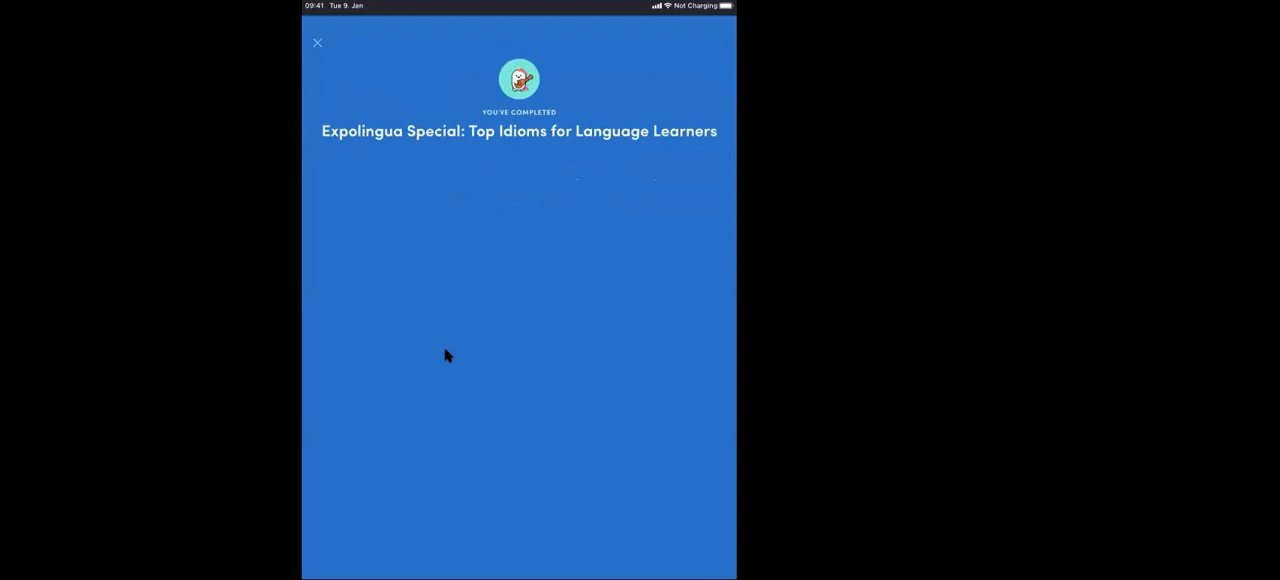 09:41 Tue 9. Jan Not Charging
YOU'VE COMPLETED
Expolingua Special: Top Idioms for Language Learners